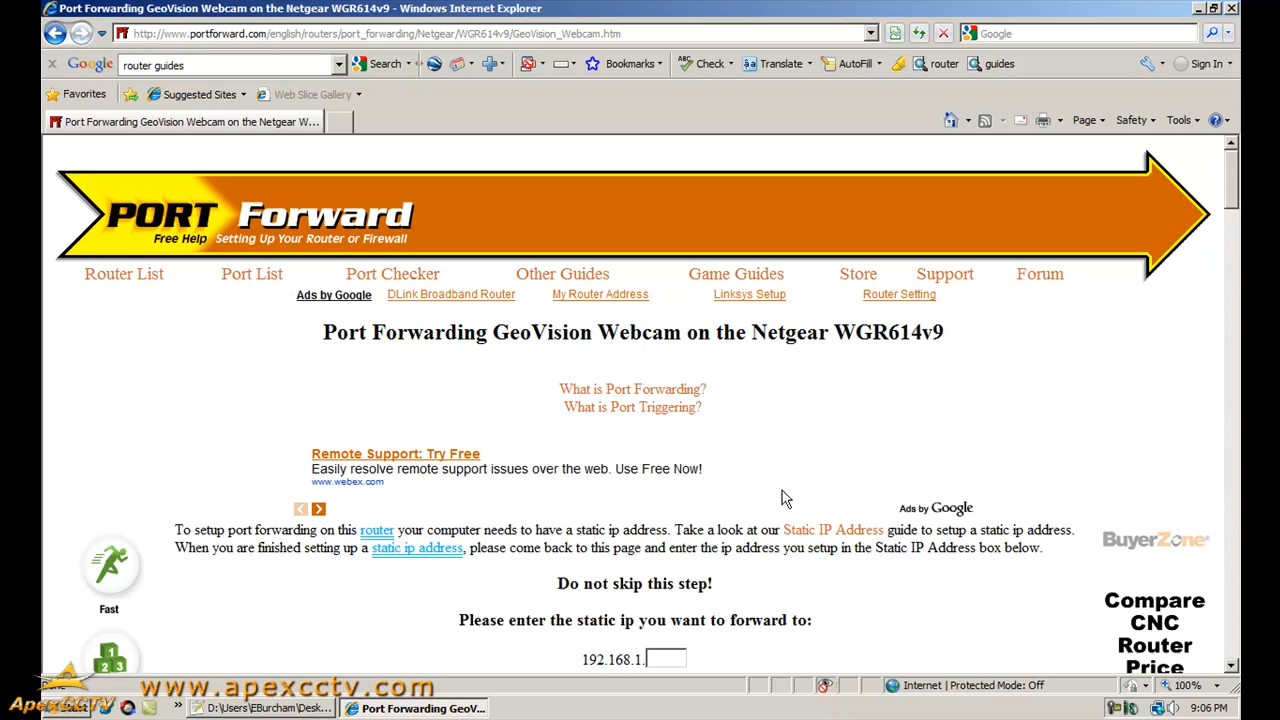 Port Forwarding GeoVision Webcam on the Netgear WGR614v9 - Windows Internet Explorer
http://www.portforward.com/english/routers/port_forwarding/Netgear/WGR614v9/GeoVision_Webcam.htm
Google
Google router guides Search Bookmarks Check Translate AutoFill router guides Sign In
Favorites Suggested Sites Web Slice Gallery
Port Forwarding GeoVision Webcam on the Netgear W... Page Safety Tools
PORT Forward
Free Help Setting Up Your Router or Firewall
Router List Port List Port Checker Other Guides Game Guides Store Support Forum
Ads by Google DLink Broadband Router My Router Address Linksys Setup Router Setting
Port Forwarding GeoVision Webcam on the Netgear WGR614v9
What is Port Forwarding?
What is Port Triggering?
Remote Support: Try Free
Easily resolve remote support issues over the web. Use Free Now!
www.webex.com
Ads by Google
To setup port forwarding on this router your computer needs to have a static ip address. Take a look at our Static IP Address guide to setup a static ip address.
When you are finished setting up a static ip address, please come back to this page and enter the ip address you setup in the Static IP Address box below.
BuyerZone
Fast
Do not skip this step!
Please enter the static ip you want to forward to:
192.168.1.
Compare
CNC
Router
Price
1
2 3
www.apexcctv.com
ApexCCTV
Internet | Protected Mode: Off
100%
D:\Users\EBurcham\Desk...
Port Forwarding GeoV...
9:06 PM